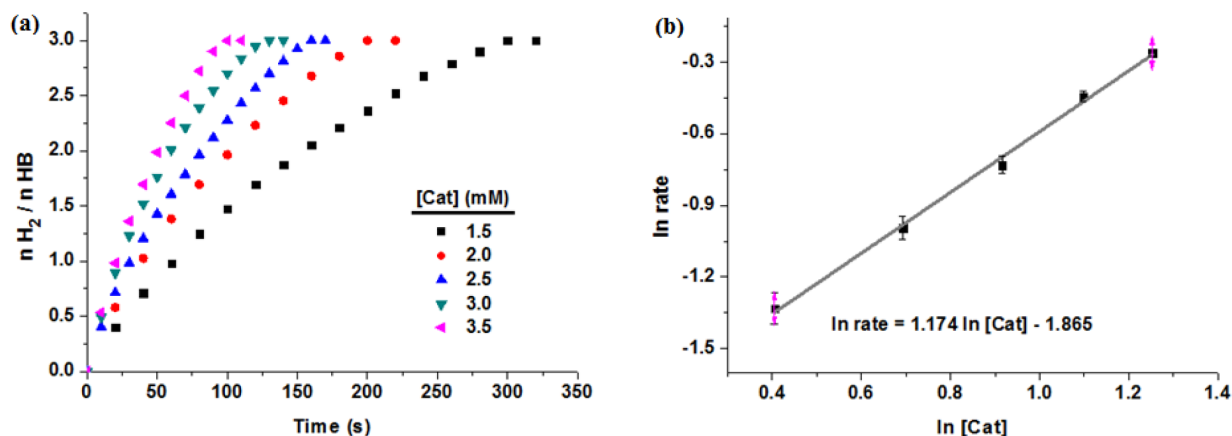 (a)
3.0
2.5
2.0
1.5
1.0
0.5
0.0
n H2 / n HB
[Cat] (mM)
1.5
2.0
2.5
3.0
3.5
0 50 100 150 200 250 300 350
Time (s)
(b)
-0.3
-0.6
-0.9
-1.2
-1.5
ln rate
ln rate = 1.174 ln [Cat] - 1.865
0.4 0.6 0.8 1.0 1.2 1.4
ln [Cat]